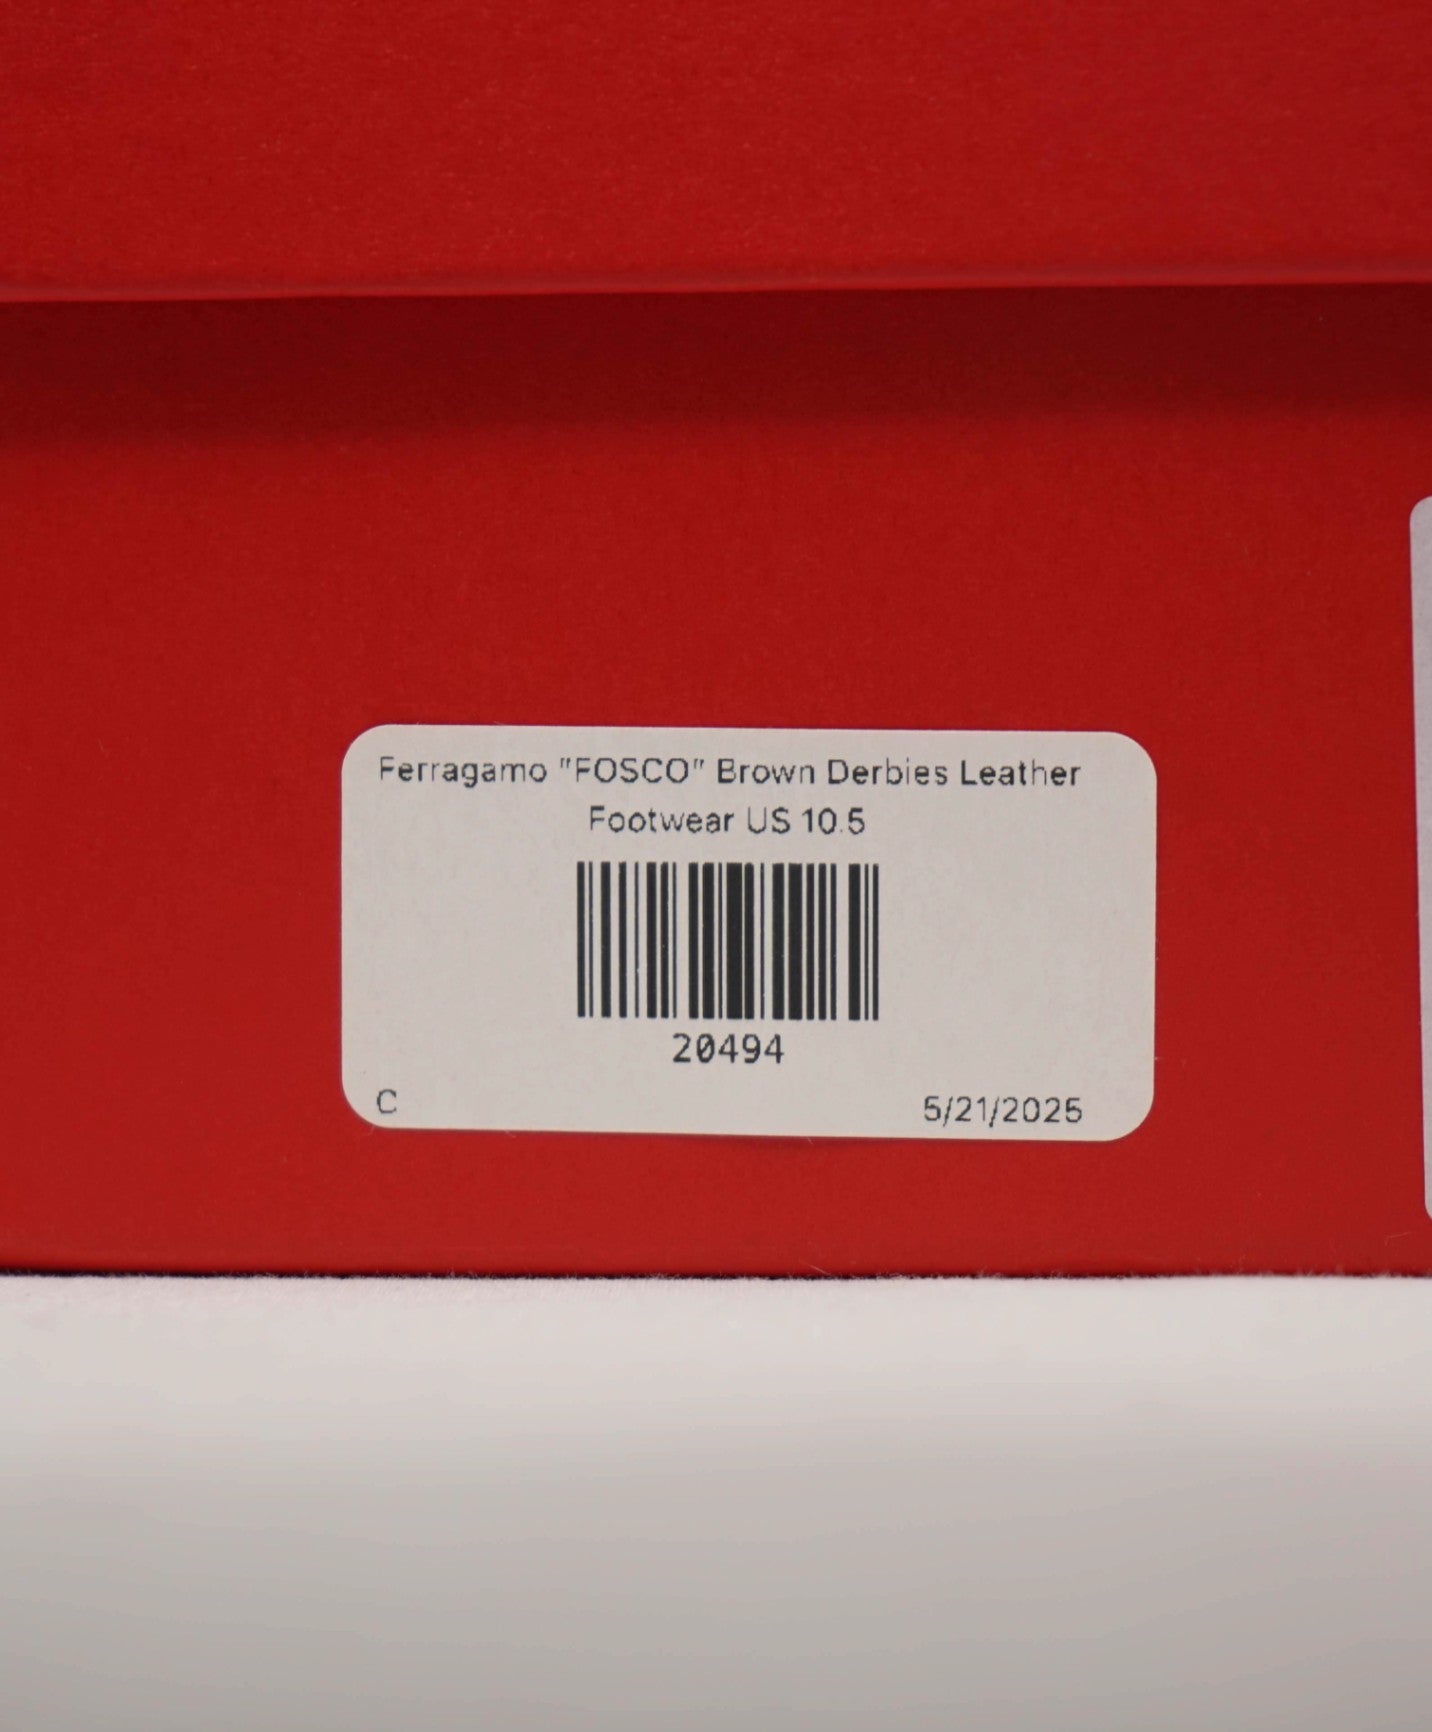 Ferragamo "FOSCO" Brown Derbies Leather
Footwear US 10.5
20494
C
5/21/2025